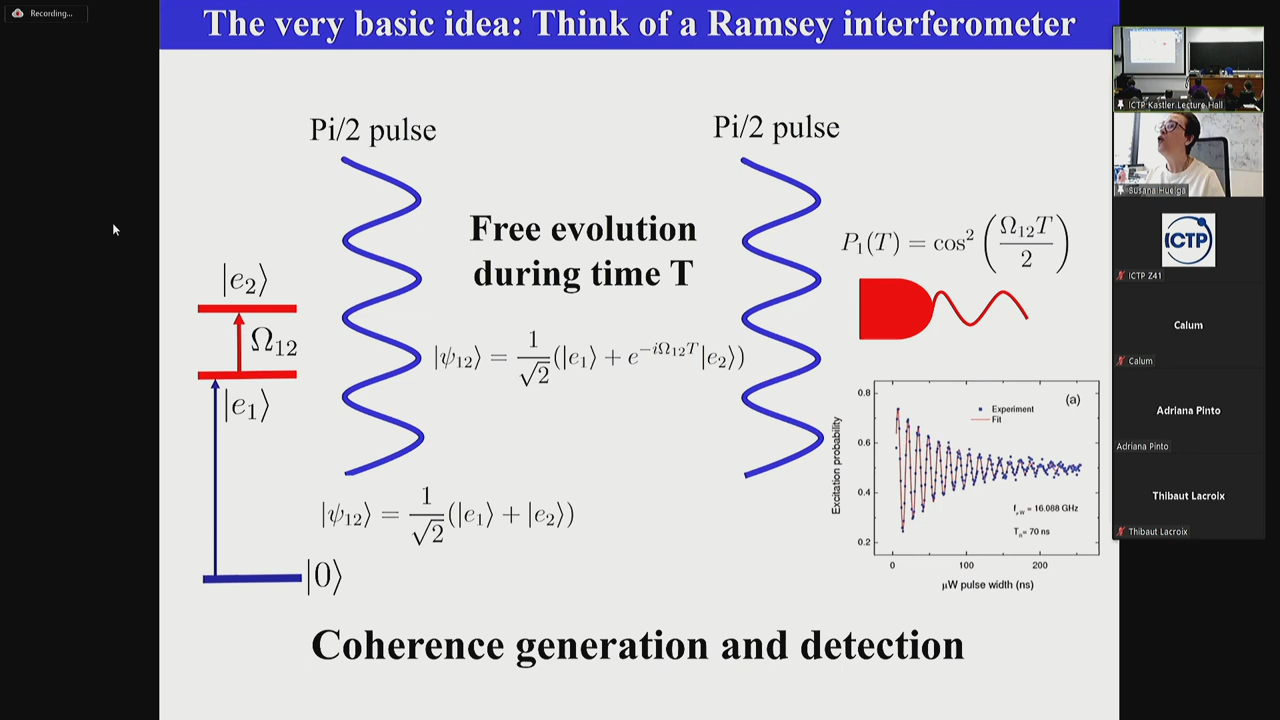 Recording...
The very basic idea: Think of a Ramsey interferometer
Pi/2 pulse
Pi/2 pulse
Free evolution
during time T
P₁(T) = cos² (Ω₁₂T / 2)
|e₂⟩
Ω₁₂
|e₁⟩
|ψ₁₂⟩ = 1/√2 (|e₁⟩ + e^{-iΩ₁₂T}|e₂⟩)
|ψ₁₂⟩ = 1/√2 (|e₁⟩ + |e₂⟩)
|0⟩
(a)
Experiment
Fit
Excitation probability
0.8
0.6
0.4
0.2
= 16.088 GHz
= 70 ns
0
100
200
μW pulse width (ns)
Coherence generation and detection
ICTP Kastler Lecture Hall
Susana Huelga
ICTP
ICTP Z41
Calum
Calum
Adriana Pinto
Adriana Pinto
Thibaut Lacroix
Thibaut Lacroix